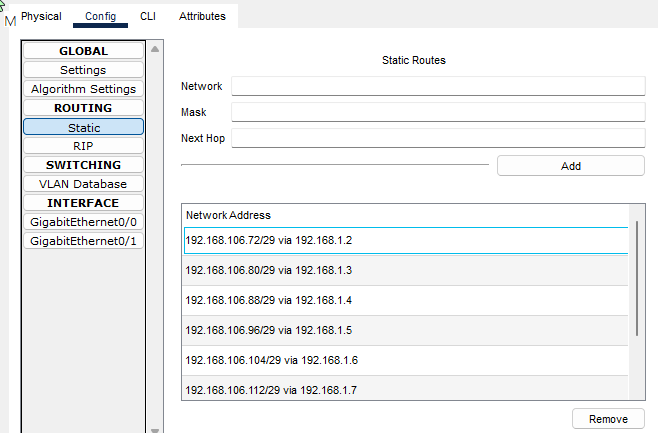 M
Physical Config CLI Attributes
GLOBAL
Settings
Algorithm Settings
ROUTING
Static
RIP
SWITCHING
VLAN Database
INTERFACE
GigabitEthernet0/0
GigabitEthernet0/1
Static Routes
Network
Mask
Next Hop
Add
Network Address
192.168.106.72/29 via 192.168.1.2
192.168.106.80/29 via 192.168.1.3
192.168.106.88/29 via 192.168.1.4
192.168.106.96/29 via 192.168.1.5
192.168.106.104/29 via 192.168.1.6
192.168.106.112/29 via 192.168.1.7
Remove